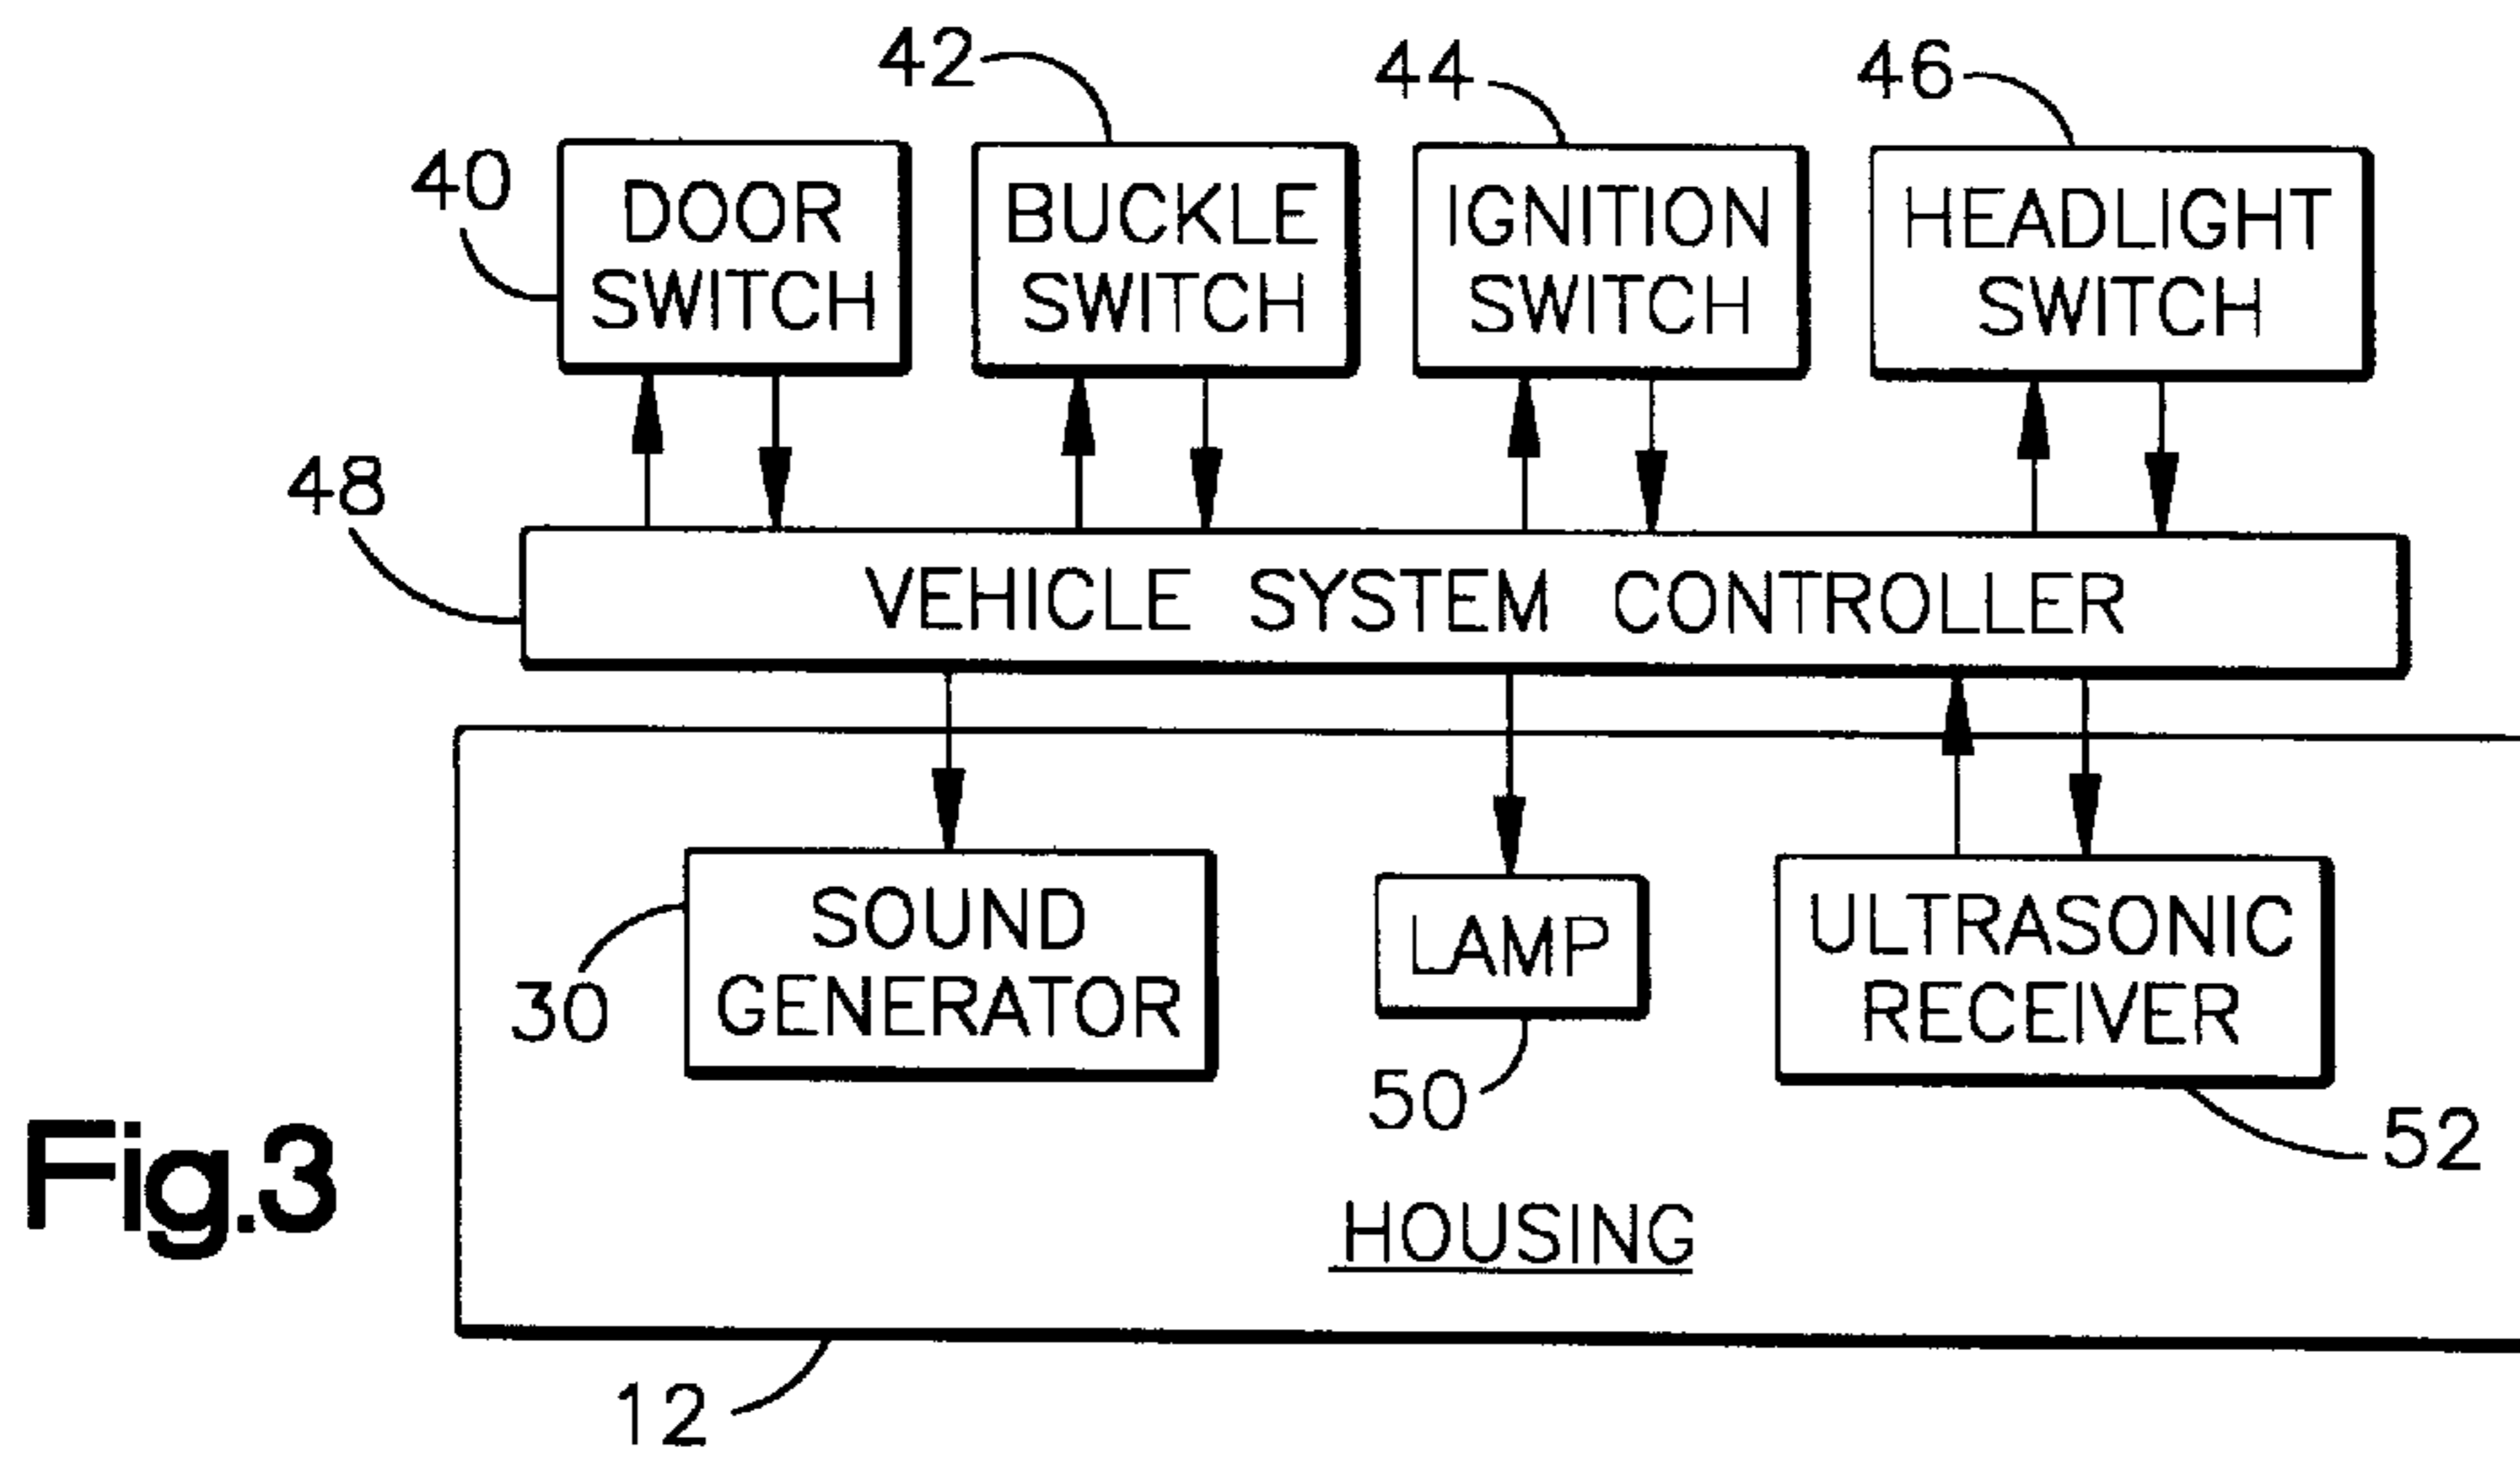 42
44
46
40
DOOR
SWITCH
BUCKLE
SWITCH
IGNITION
SWITCH
HEADLIGHT
SWITCH
48
VEHICLE SYSTEM CONTROLLER
SOUND
GENERATOR
LAMP
ULTRASONIC
RECEIVER
30
50
52
Fig.3
HOUSING
12